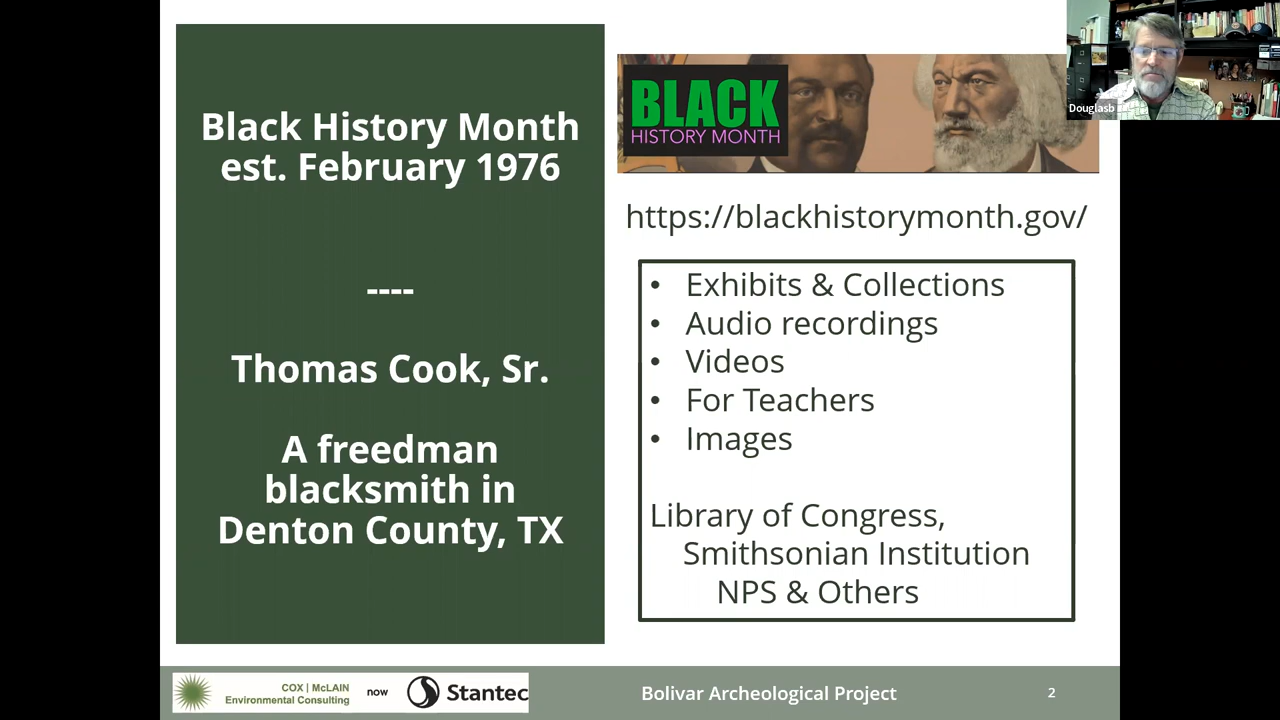 Black History Month
est. February 1976
----
Thomas Cook, Sr.
A freedman
blacksmith in
Denton County, TX
BLACK
HISTORY MONTH
https://blackhistorymonth.gov/
• Exhibits & Collections
• Audio recordings
• Videos
• For Teachers
• Images
Library of Congress,
Smithsonian Institution
NPS & Others
Douglasb
COX | McLAIN
Environmental Consulting
now
Stantec
Bolivar Archeological Project
2